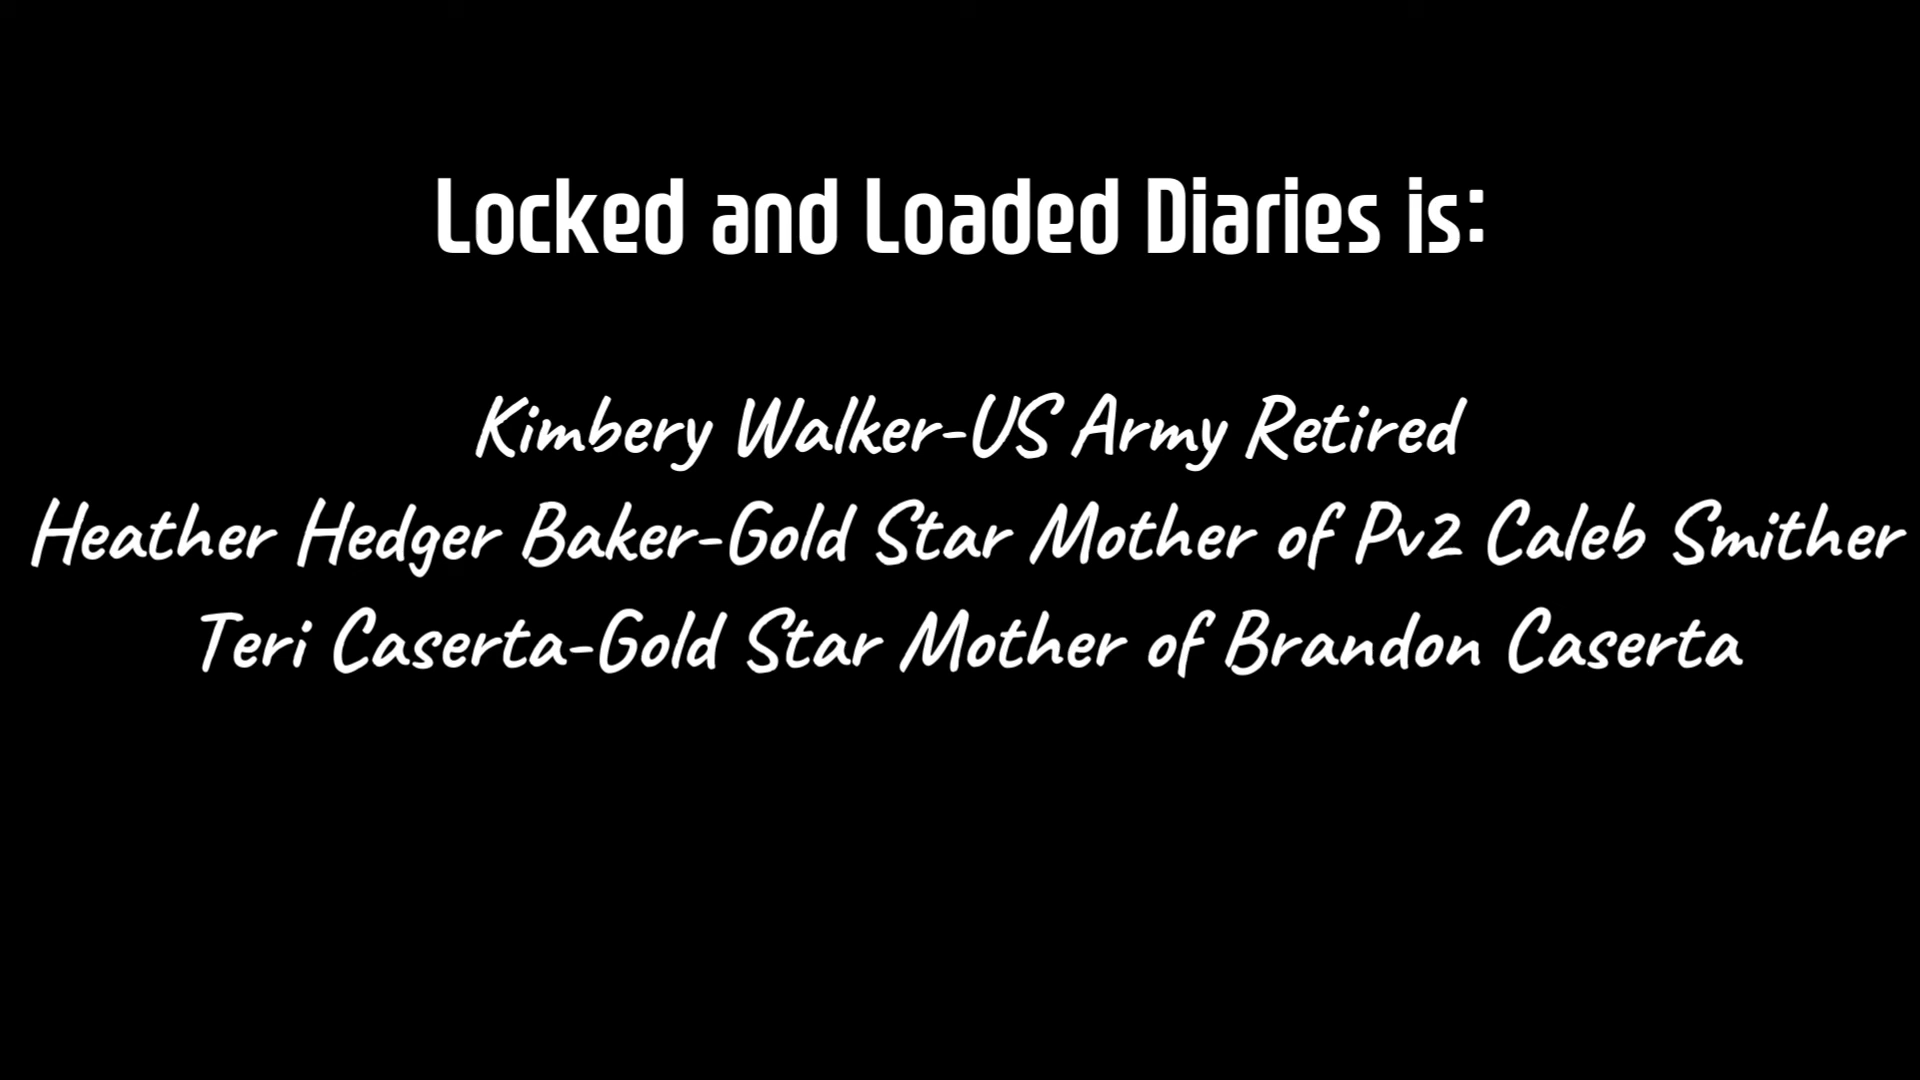 Locked and Loaded Diaries is:
Kimbery Walker-US Army Retired
Heather Hedger Baker-Gold Star Mother of Pv2 Caleb Smither
Teri Caserta-Gold Star Mother of Brandon Caserta